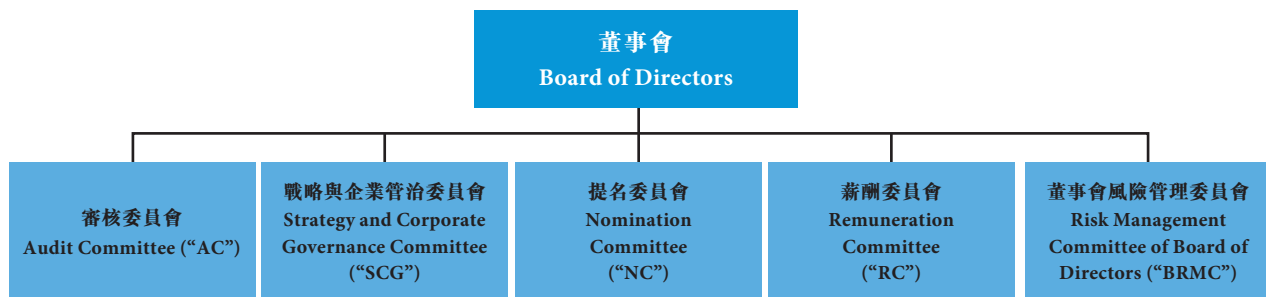 董事會
Board of Directors
審核委員會
Audit Committee (“AC”)
戰略與企業管治委員會
Strategy and Corporate
Governance Committee
(“SCG”)
提名委員會
Nomination
Committee
(“NC”)
薪酬委員會
Remuneration
Committee
(“RC”)
董事會風險管理委員會
Risk Management
Committee of Board of
Directors (“BRMC”)